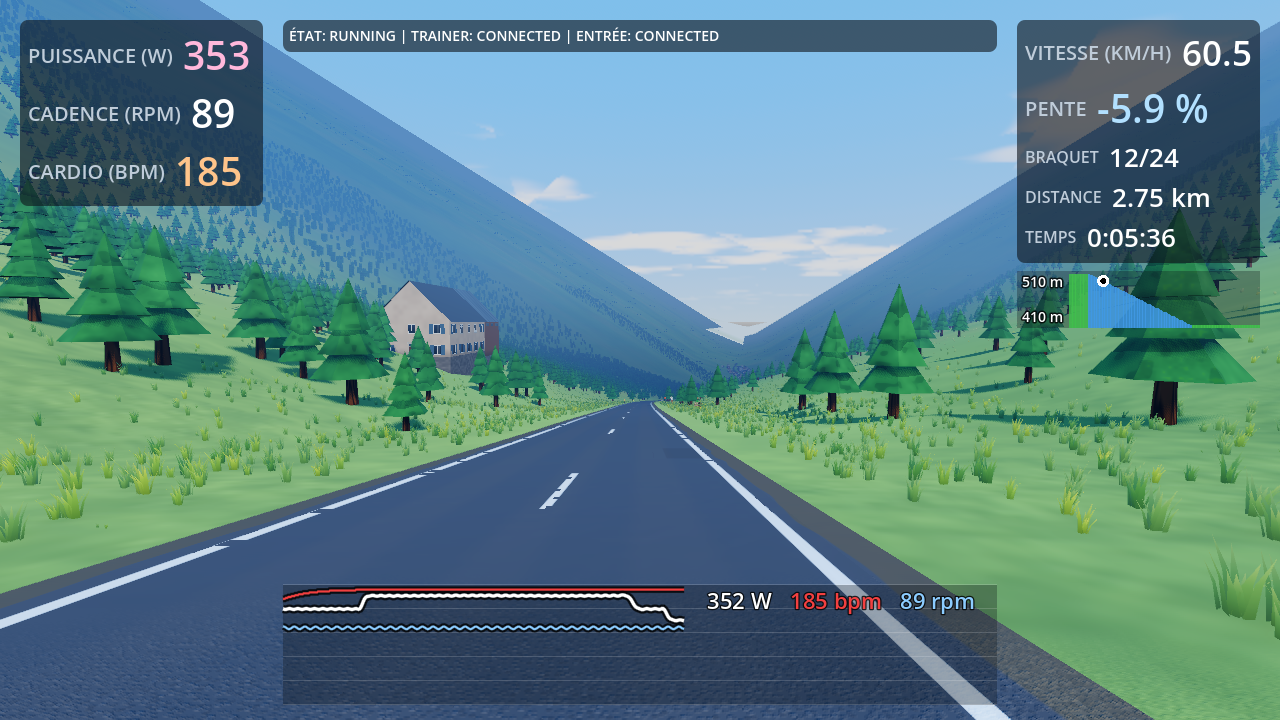 PUISSANCE (W) 353
CADENCE (RPM) 89
CARDIO (BPM) 185
ÉTAT: RUNNING | TRAINER: CONNECTED | ENTRÉE: CONNECTED
VITESSE (KM/H) 60.5
PENTE -5.9 %
BRAQUET 12/24
DISTANCE 2.75 km
TEMPS 0:05:36
510 m
410 m
352 W 185 bpm 89 rpm